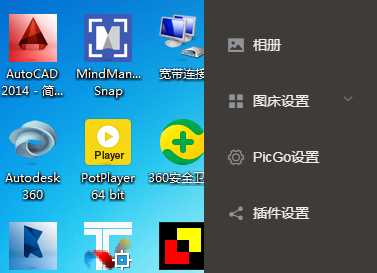 AutoCAD
2014 - 简...
MindMan...
Snap
宽带连接
Autodesk
360
Player
PotPlayer
64 bit
360安全卫
相册
图床设置
PicGo设置
插件设置